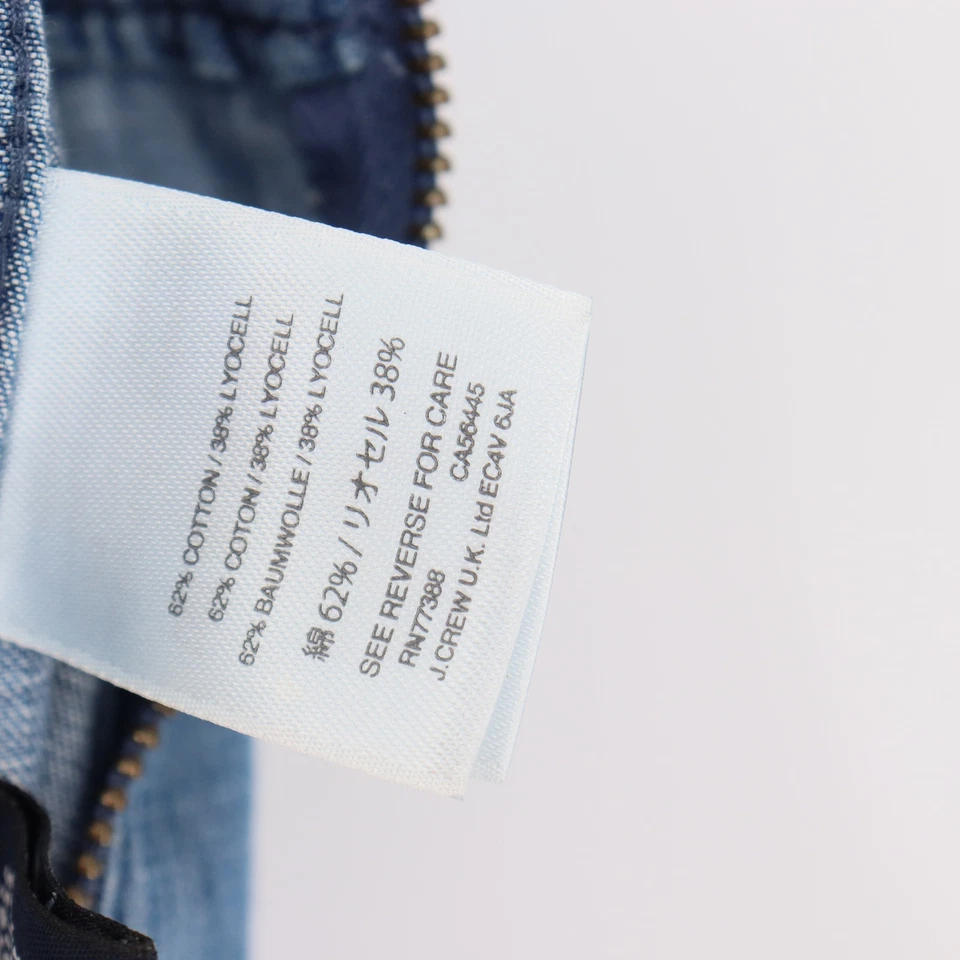 62% COTTON / 38% LYOCELL
62% COTON / 38% LYOCELL
62% BAUMWOLLE / 38% LYOCELL
綿 62% / リオセル 38%
SEE REVERSE FOR CARE
RN77388 CA56445
J.CREW U.K. Ltd EC4V 6JA